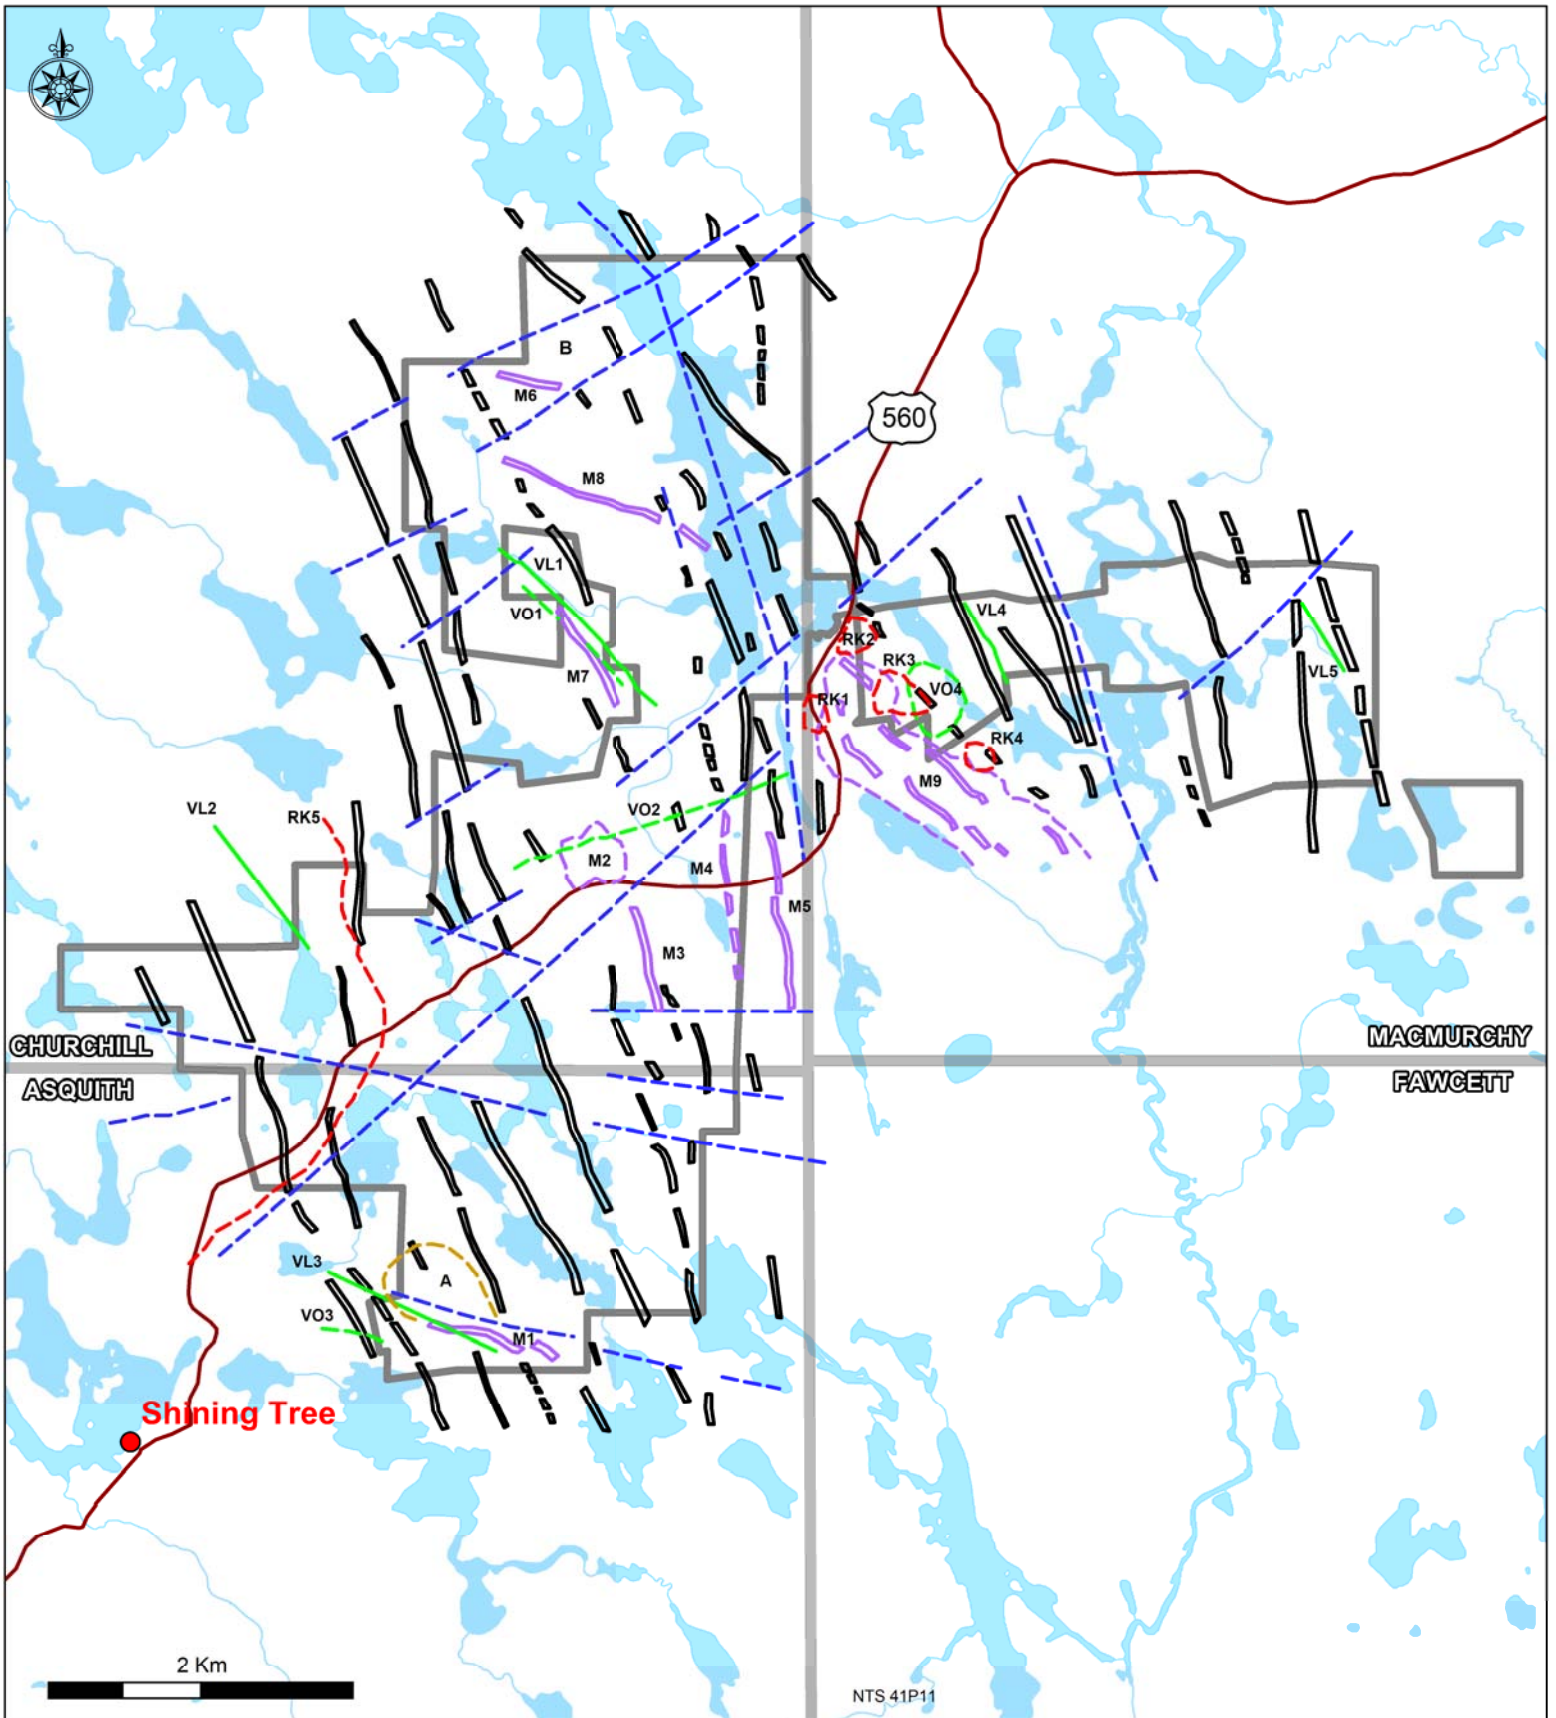 560
B
M6
M8
VL1
VO1
M7
VL4
RK2
RK3
VO4
RK1
VL5
RK4
M9
VL2
RK5
VO2
M2
M4
M5
M3
CHURCHILL
MACMURCHY
ASQUITH
FAWCETT
VL3
A
VO3
M1
Shining Tree
2 Km
NTS 41P11